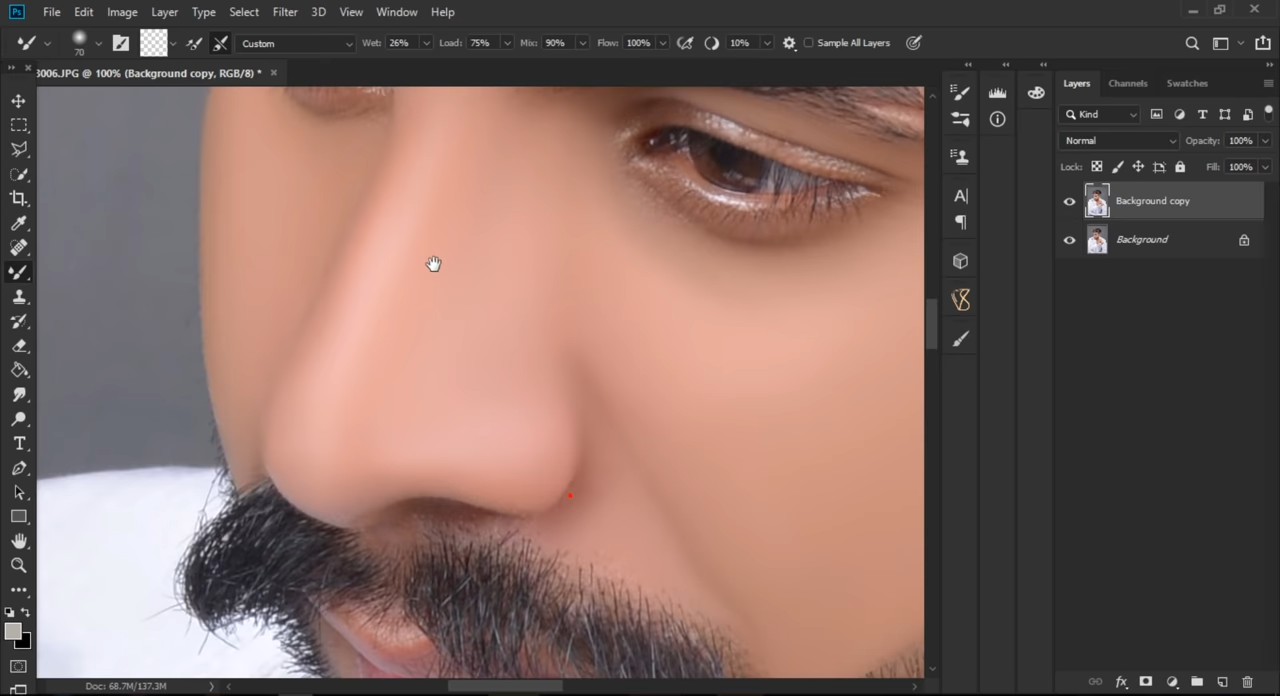 Ps File Edit Image Layer Type Select Filter 3D View Window Help
70 Custom Wet: 26% Load: 75% Mix: 90% Flow: 100% 10% Sample All Layers
3006.JPG @ 100% (Background copy, RGB/8) *
Layers Channels Swatches
Kind
Normal Opacity: 100%
Lock: Fill: 100%
Background copy
Background
Doc: 68.7M/137.3M